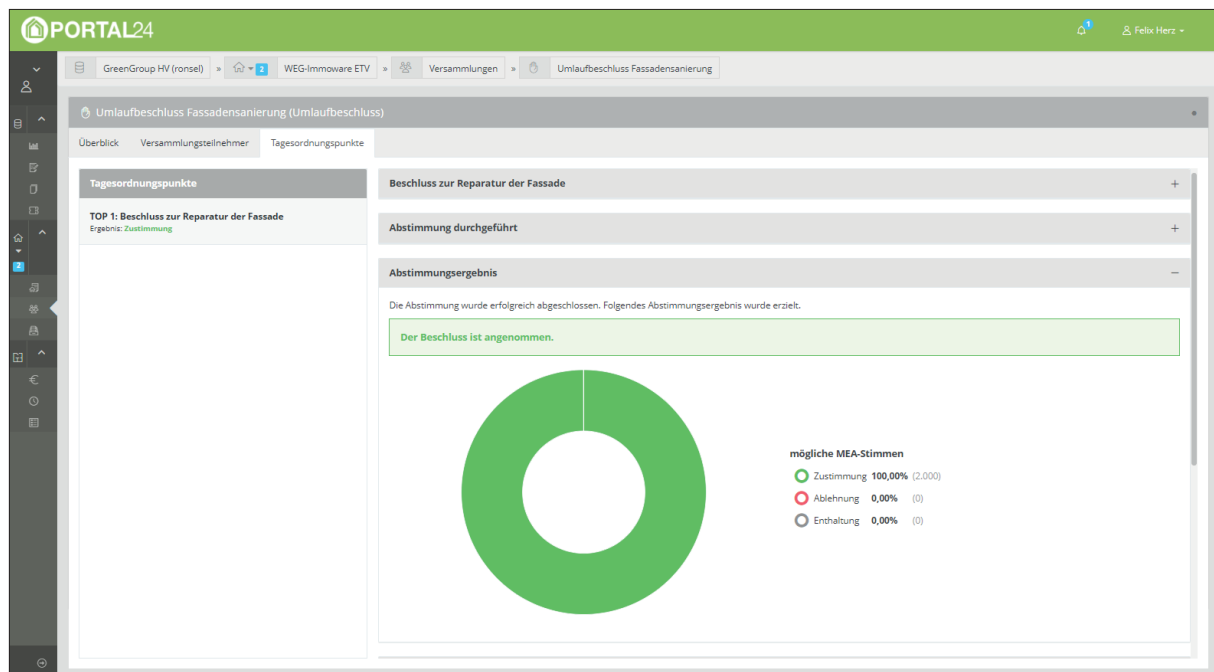 PORTAL24
1
Felix Herz
GreenGroup HV (ronsel) » 2 WEG-Immoware ETV » Versammlungen » Umlaufbeschluss Fassadensanierung
Umlaufbeschluss Fassadensanierung (Umlaufbeschluss)
Überblick Versammlungsteilnehmer Tagesordnungspunkte
Tagesordnungspunkte
TOP 1: Beschluss zur Reparatur der Fassade
Ergebnis: Zustimmung
2
Beschluss zur Reparatur der Fassade
Abstimmung durchgeführt
Abstimmungsergebnis
Die Abstimmung wurde erfolgreich abgeschlossen. Folgendes Abstimmungsergebnis wurde erzielt.
Der Beschluss ist angenommen.
mögliche MEA-Stimmen
Zustimmung 100,00% (2.000)
Ablehnung 0,00% (0)
Enthaltung 0,00% (0)